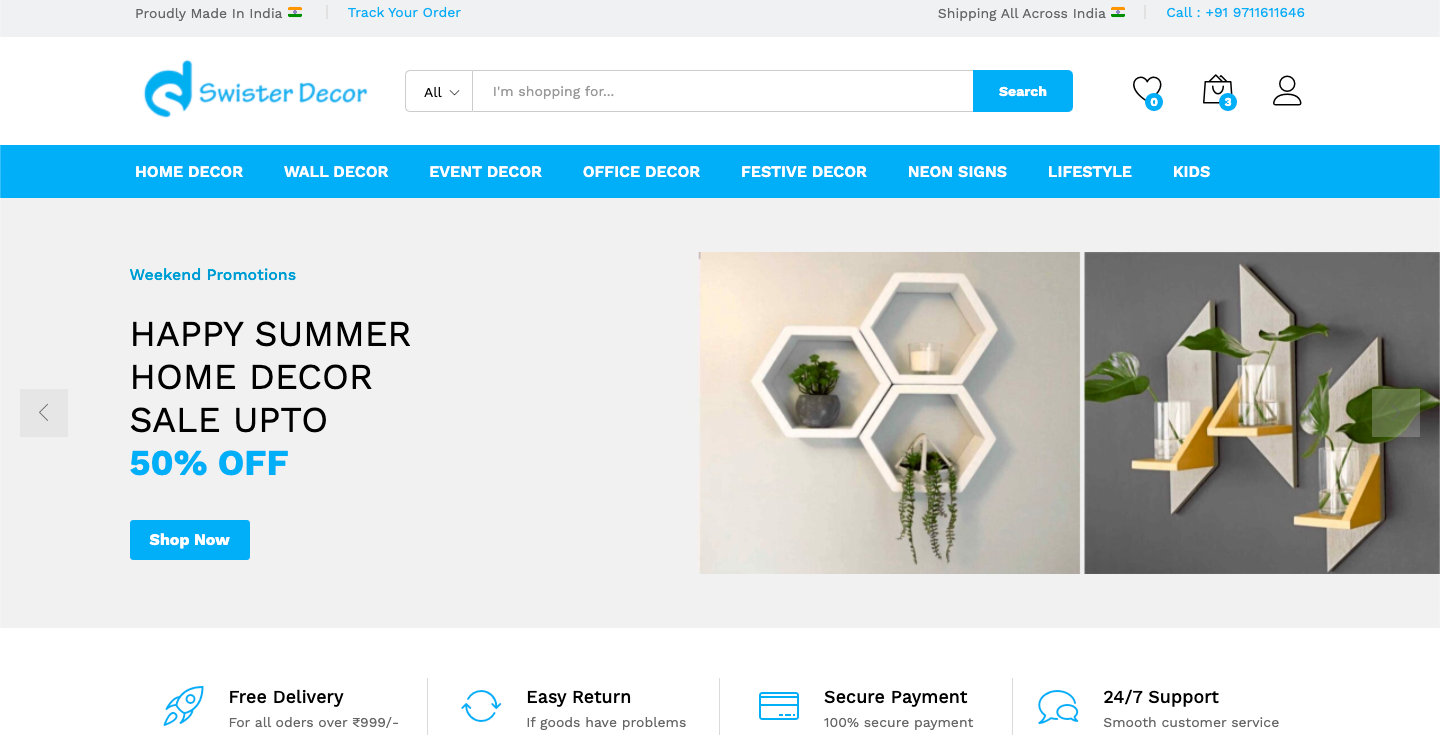 Proudly Made In India
Track Your Order
Shipping All Across India
Call : +91 9711611646
Swister Decor
All
I'm shopping for...
Search
0
3
HOME DECOR
WALL DECOR
EVENT DECOR
OFFICE DECOR
FESTIVE DECOR
NEON SIGNS
LIFESTYLE
KIDS
Weekend Promotions
HAPPY SUMMER
HOME DECOR
SALE UPTO
50% OFF
Shop Now
Free Delivery
For all oders over ₹999/-
Easy Return
If goods have problems
Secure Payment
100% secure payment
24/7 Support
Smooth customer service